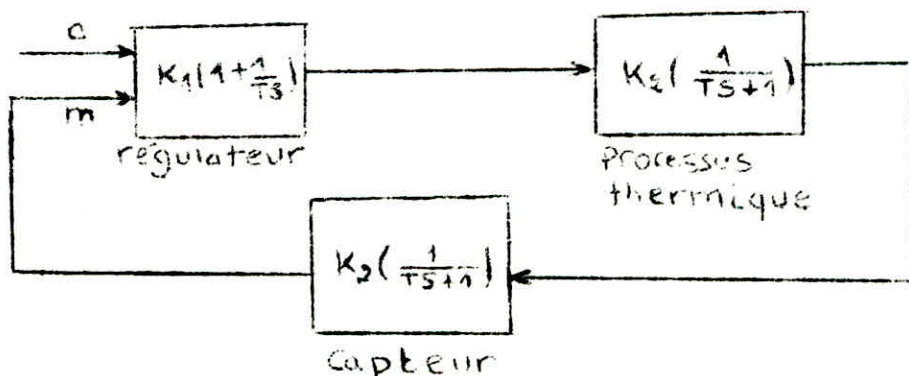 c
K₁(1+1/TS)
m
régulateur
K₂(1/TS+1)
processus
thermique
K₂(1/TS+1)
capteur